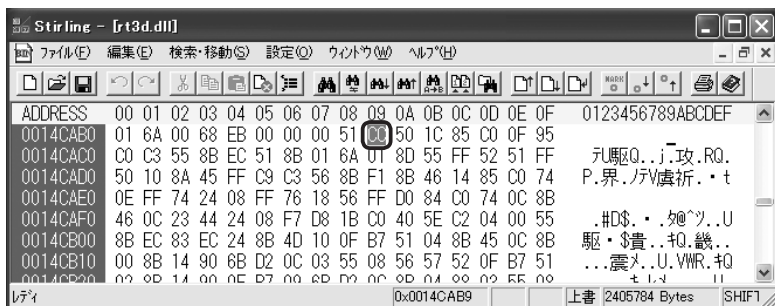 Stirling - [rt3d.dll]
ファイル(F) 編集(E) 検索・移動(S) 設定(O) ウィンドウ(W) ヘルプ(H)
ADDRESS 00 01 02 03 04 05 06 07 08 09 0A 0B 0C 0D 0E 0F 0123456789ABCDEF
0014CAB0 01 6A 00 68 EB 00 00 00 51 CC 50 1C 85 C0 0F 95
0014CAC0 C0 C3 55 8B EC 51 8B 01 6A 01 8D 55 FF 52 51 FF
0014CAD0 50 10 8A 45 FF C9 C3 56 8B F1 8B 46 14 85 C0 74
0014CAE0 0E FF 74 24 08 FF 76 18 56 FF D0 84 C0 74 0C 8B
0014CAF0 46 0C 23 44 24 08 F7 D8 1B C0 40 5E C2 04 00 55
0014CB00 8B EC 83 EC 24 8B 4D 10 0F B7 51 04 8B 45 0C 8B
0014CB10 00 8B 14 90 6B D2 0C 03 55 08 56 57 52 0F B7 51
レディ 0x0014CAB9 上書 2405784 Bytes SHIFT